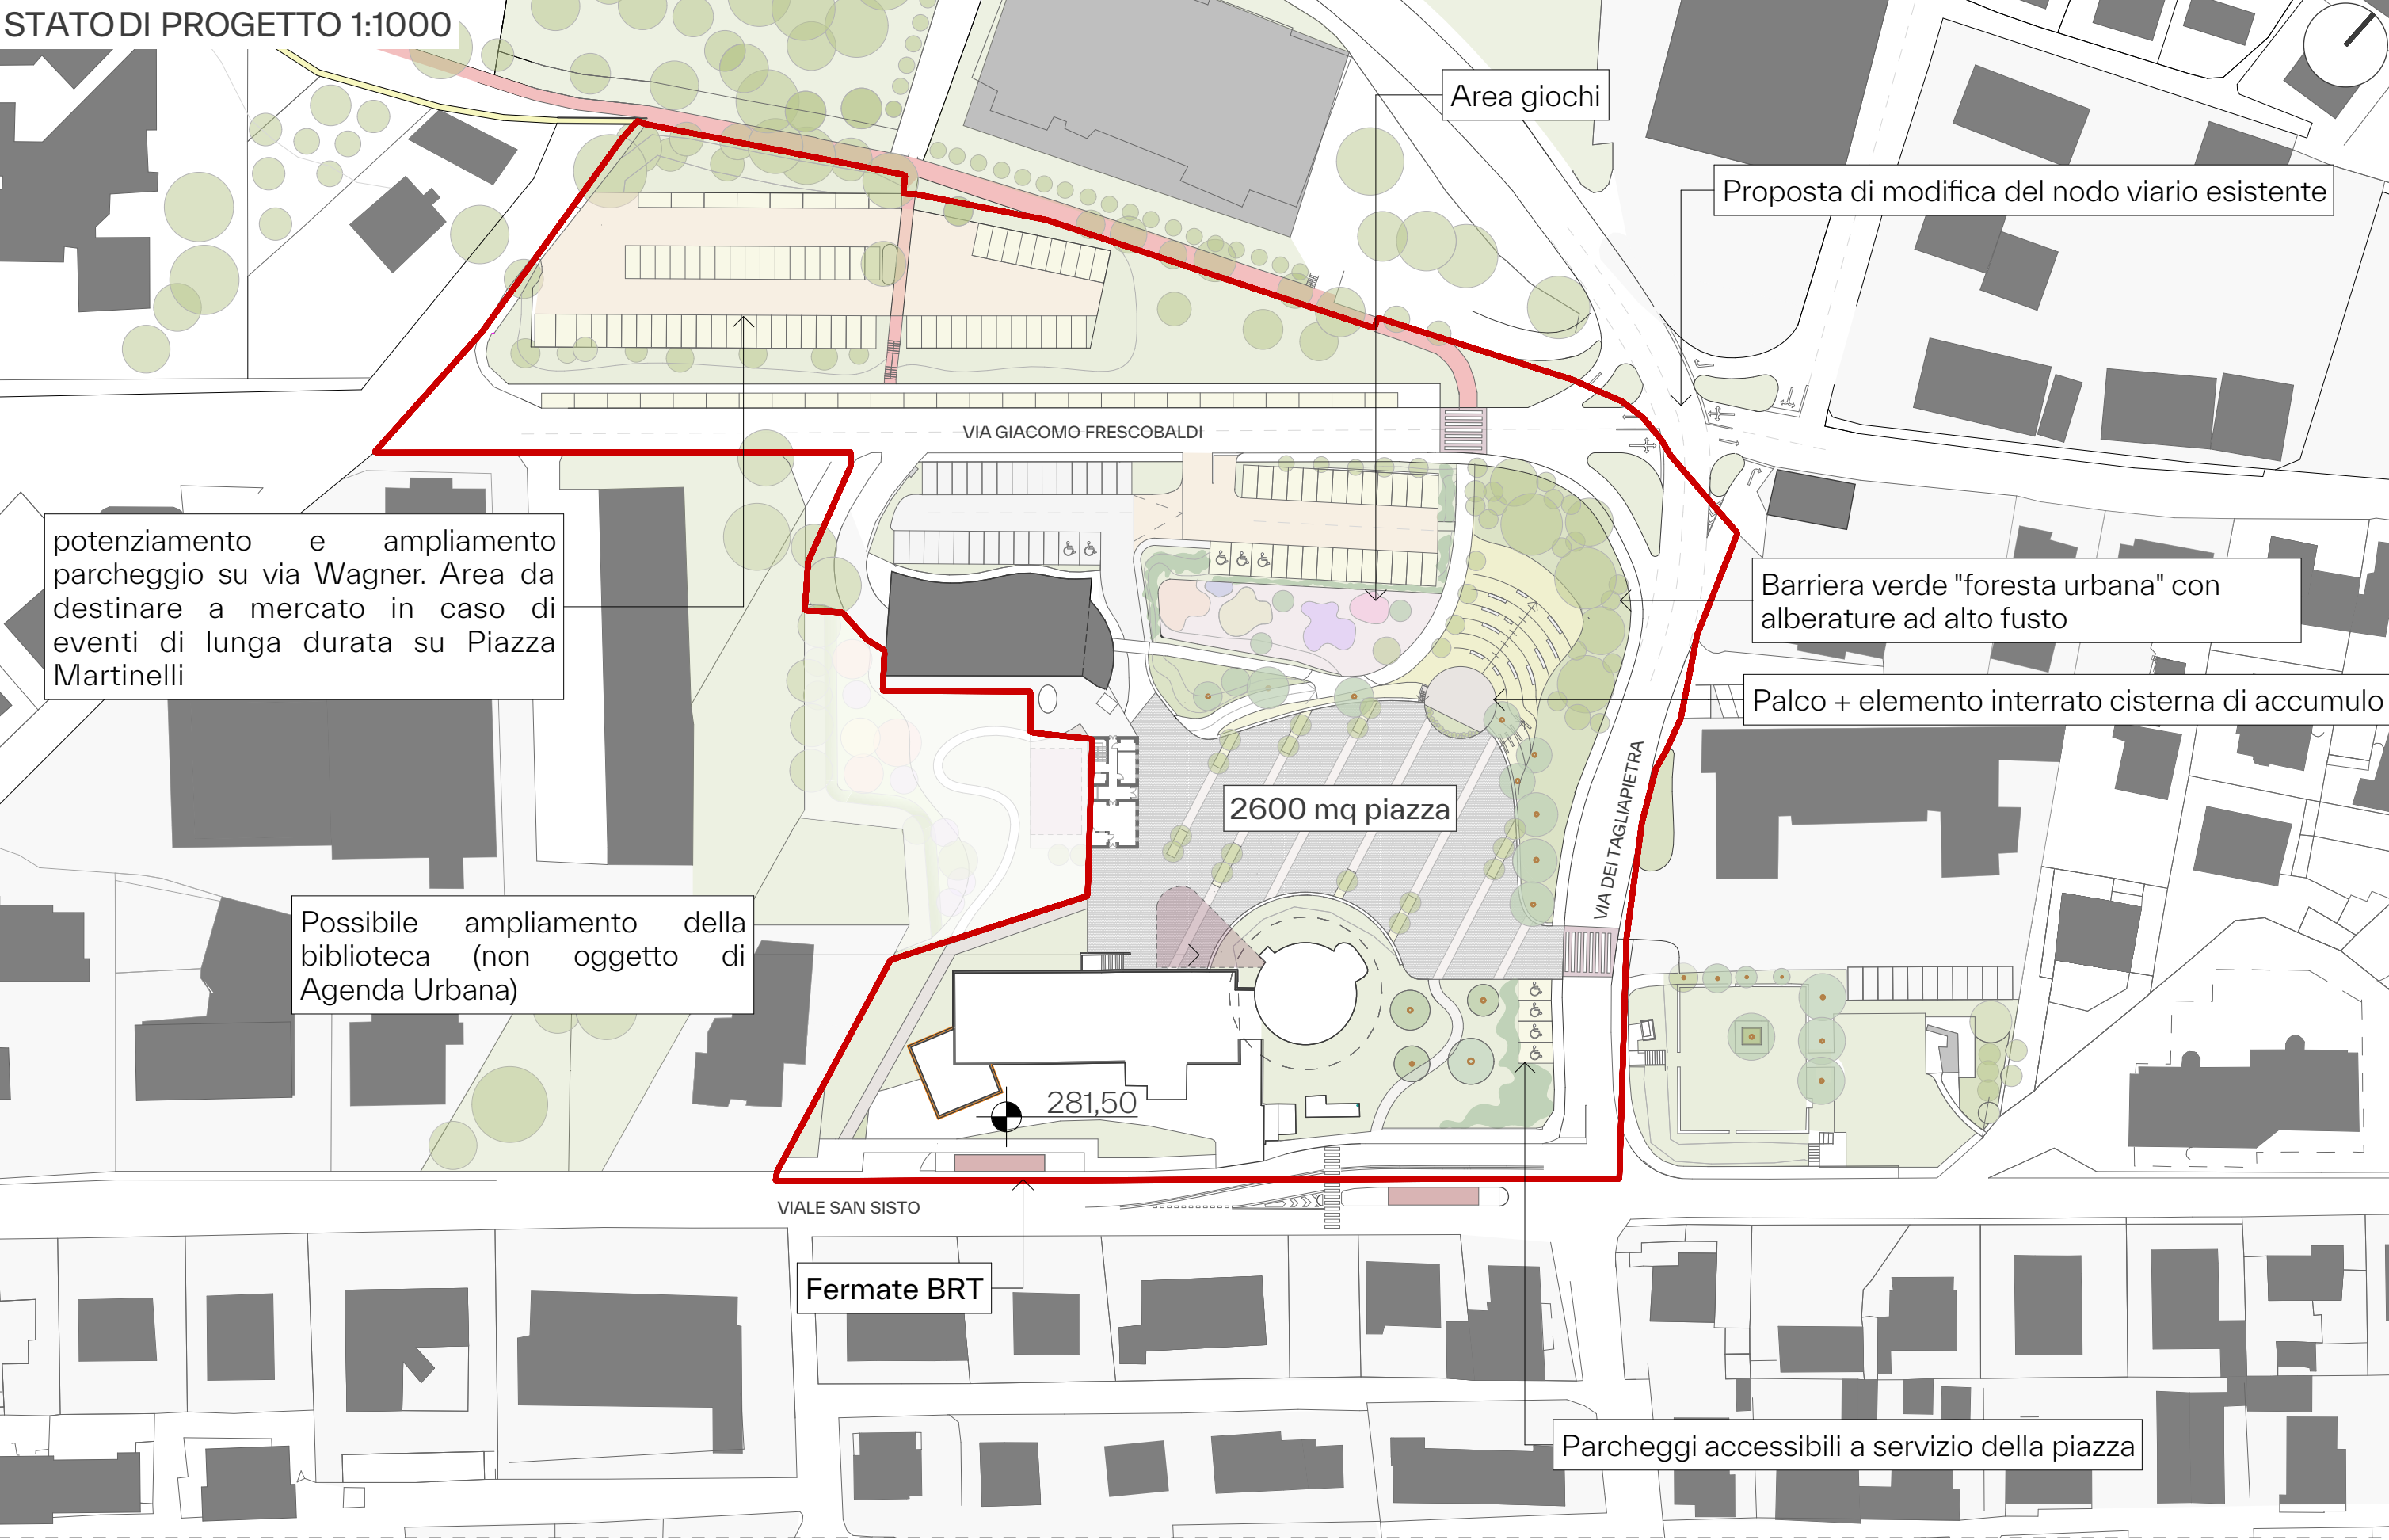 STATO DI PROGETTO 1:1000
Area giochi
Proposta di modifica del nodo viario esistente
VIA GIACOMO FRESCOBALDI
potenziamento e ampliamento
parcheggio su via Wagner. Area da
destinare a mercato in caso di
eventi di lunga durata su Piazza
Martinelli
Barriera verde "foresta urbana" con
alberature ad alto fusto
Palco + elemento interrato cisterna di accumulo
2600 mq piazza
VIA DEI TAGLIAPIETRA
Possibile ampliamento della
biblioteca (non oggetto di
Agenda Urbana)
281,50
VIALE SAN SISTO
Fermate BRT
Parcheggi accessibili a servizio della piazza